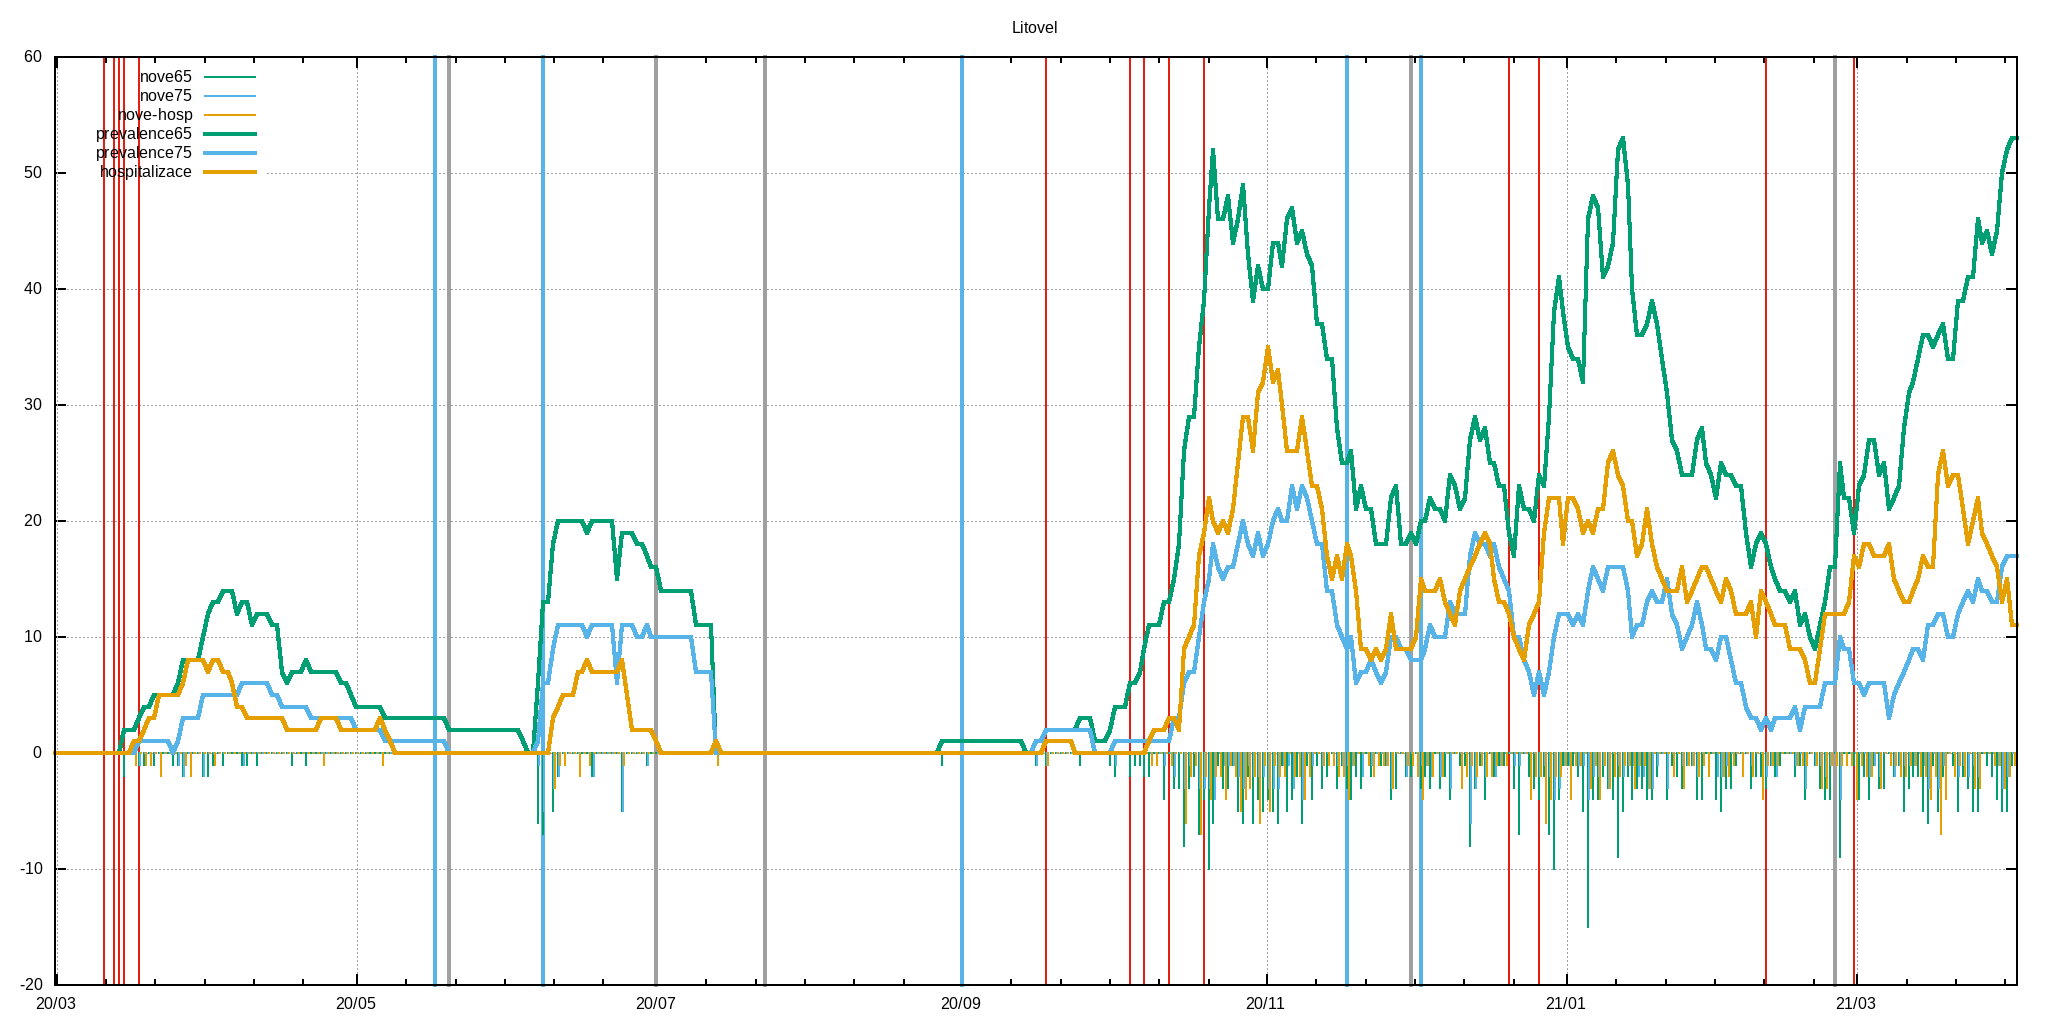 Litovel
60
nove65
nove75
nove-hosp
prevalence65
prevalence75
hospitalizace
50
40
30
20
10
0
-10
-20
20/03 20/05 20/07 20/09 20/11 21/01 21/03